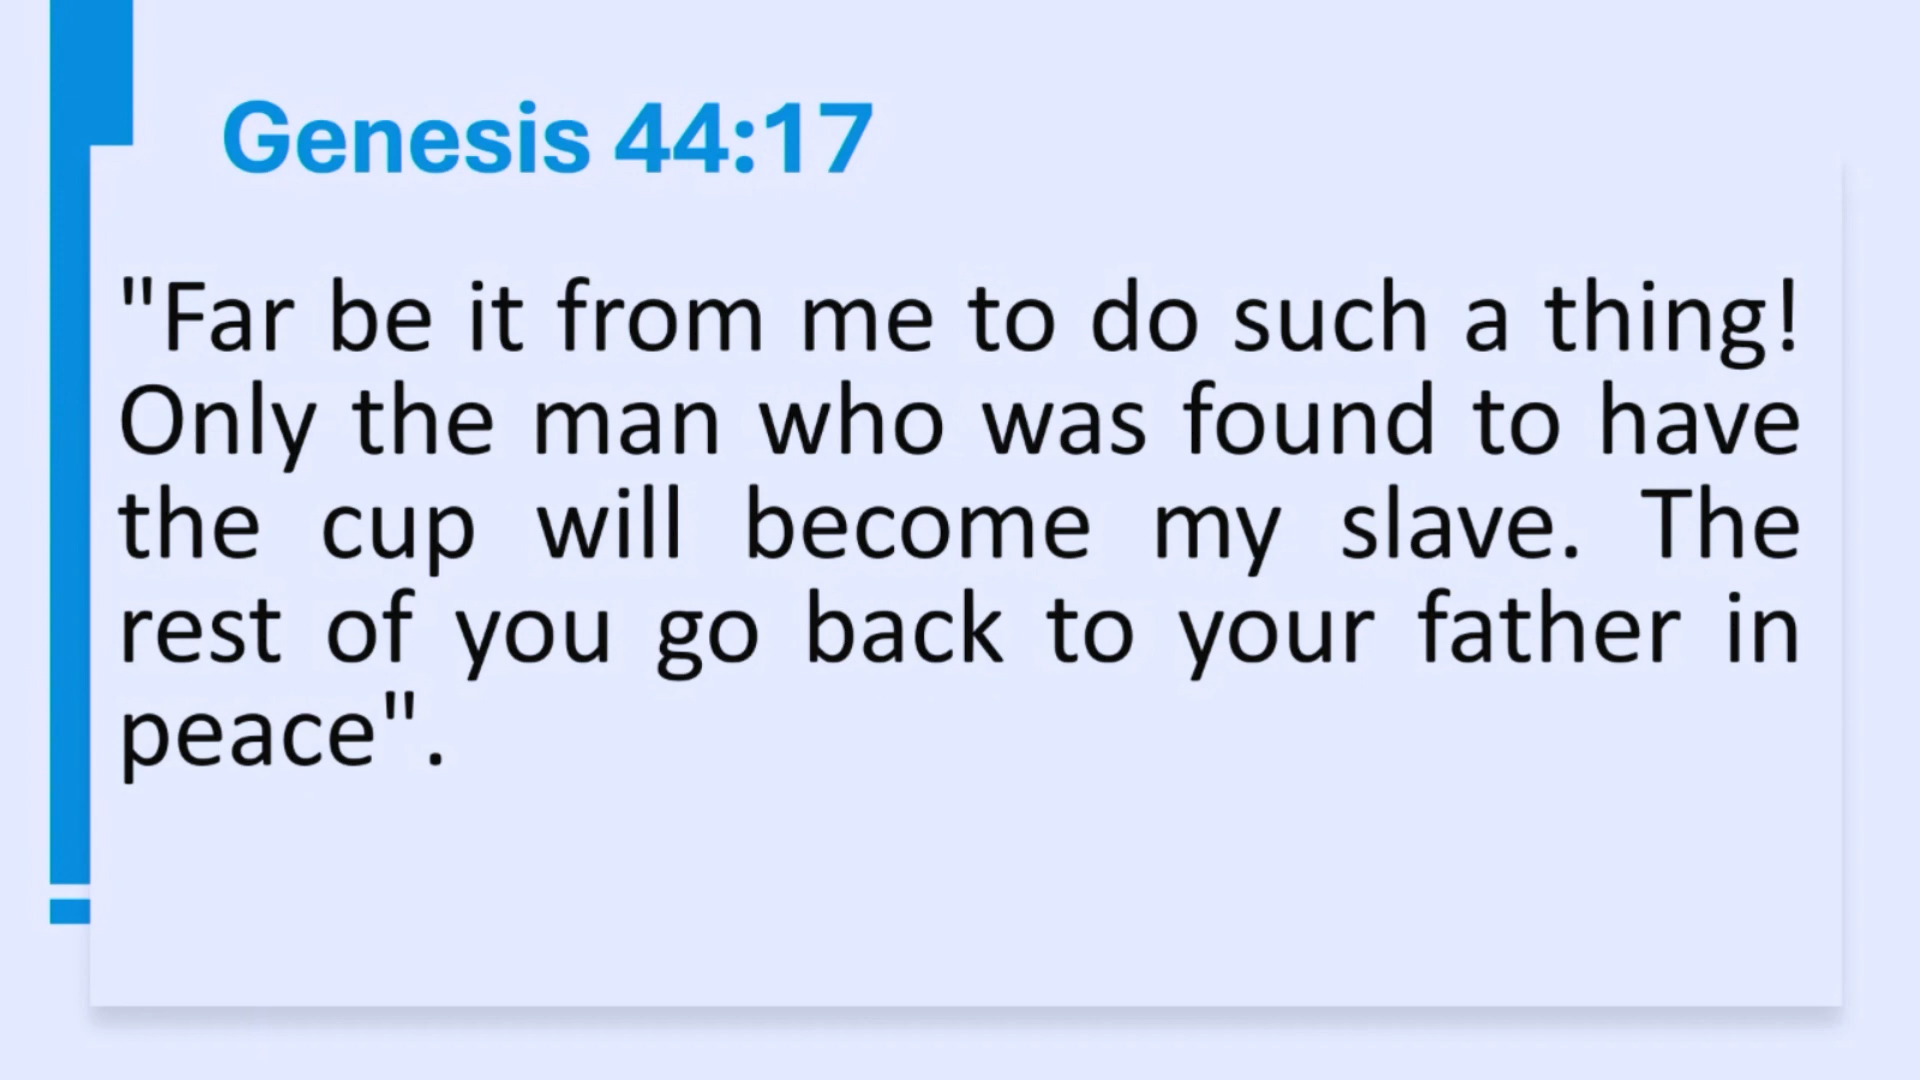 Genesis 44:17
"Far be it from me to do such a thing!
Only the man who was found to have
the cup will become my slave. The
rest of you go back to your father in
peace".